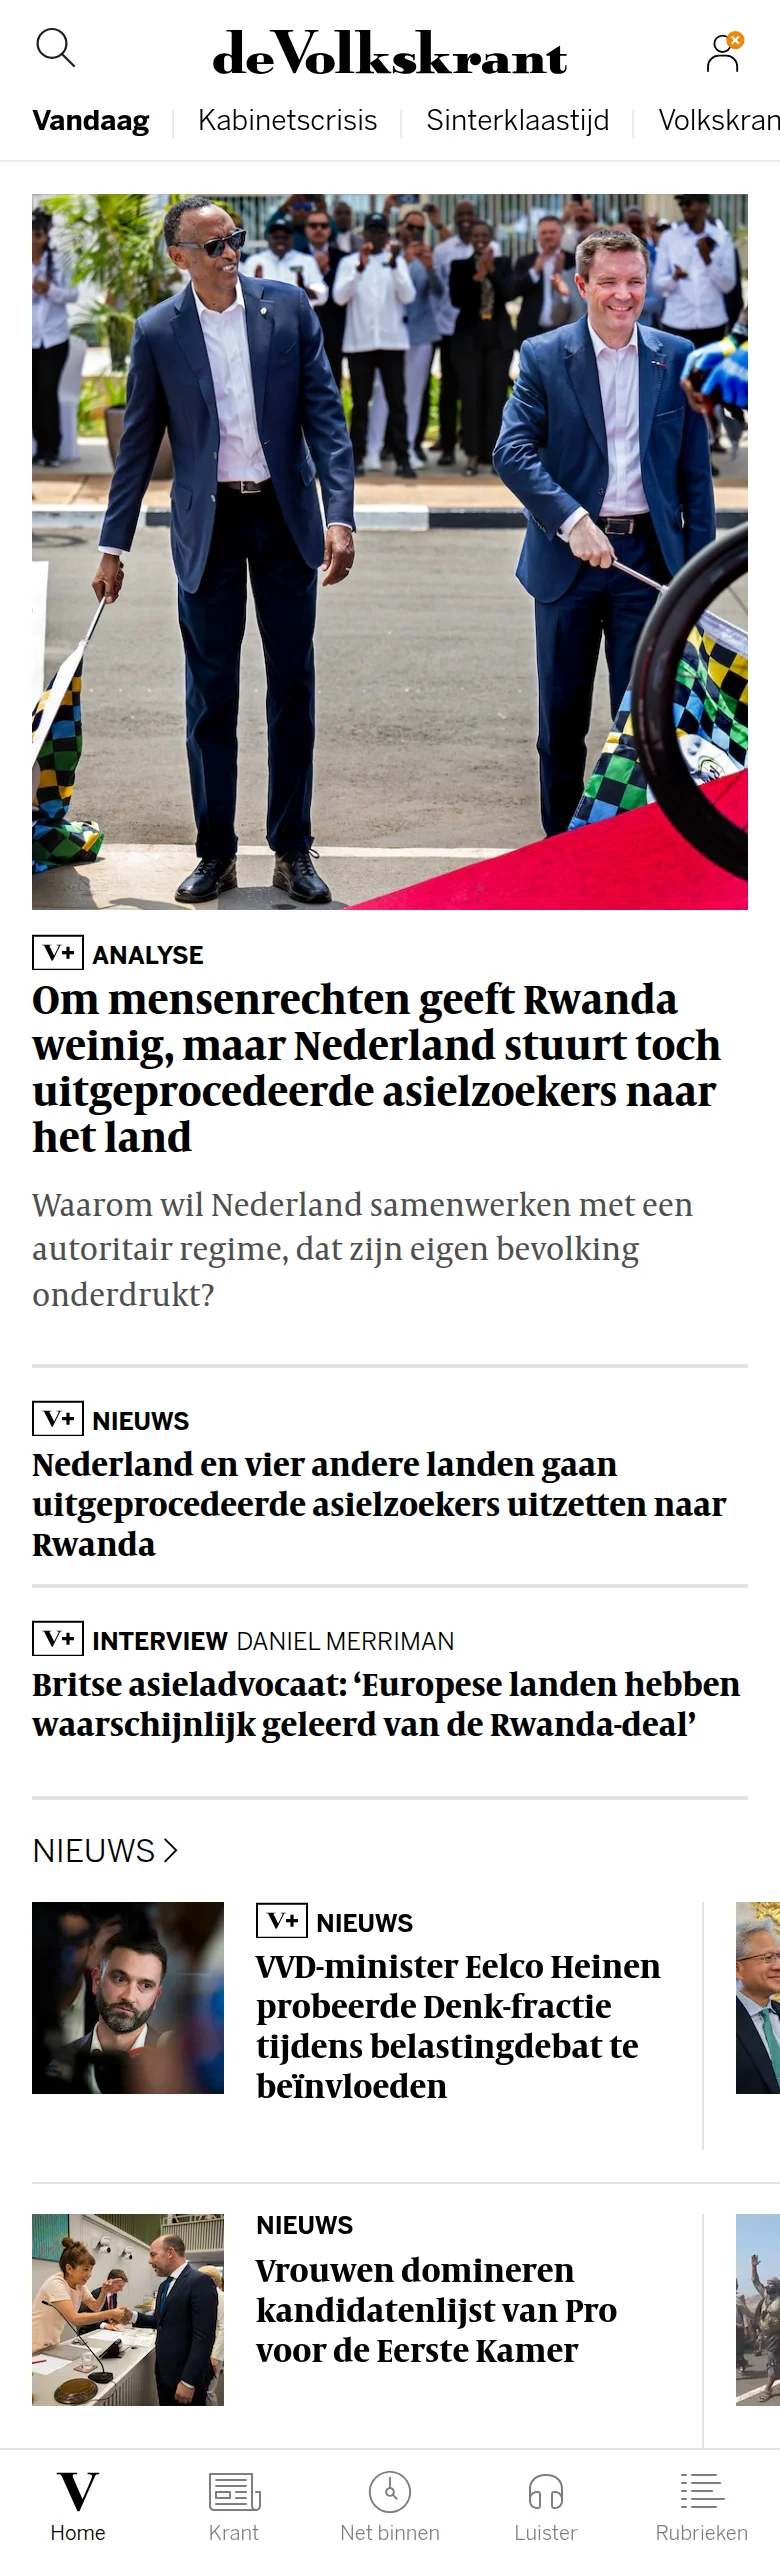 deVolkskrant
Vandaag
Kabinetscrisis
Sinterklaastijd
Volkskran
V+ ANALYSE
Om mensenrechten geeft Rwanda
weinig, maar Nederland stuurt toch
uitgeprocedeerde asielzoekers naar
het land
Waarom wil Nederland samenwerken met een
autoritair regime, dat zijn eigen bevolking
onderdrukt?
V+ NIEUWS
Nederland en vier andere landen gaan
uitgeprocedeerde asielzoekers uitzetten naar
Rwanda
V+ INTERVIEW DANIEL MERRIMAN
Britse asieladvocaat: ‘Europese landen hebben
waarschijnlijk geleerd van de Rwanda-deal’
NIEUWS
V+ NIEUWS
VVD-minister Eelco Heinen
probeerde Denk-fractie
tijdens belastingdebat te
beïnvloeden
NIEUWS
Vrouwen domineren
kandidatenlijst van Pro
voor de Eerste Kamer
V
Home
Krant
Net binnen
Luister
Rubrieken